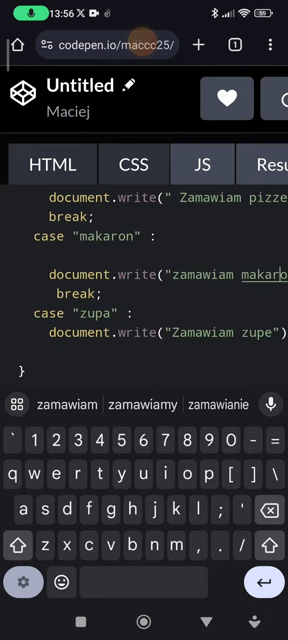 13:56
59
codepen.io/maccc25/
1
Untitled
Maciej
HTML CSS JS Resu
document.write(" Zamawiam pizze
break;
case "makaron" :
document.write("zamawiam makaro
break;
case "zupa" :
document.write("Zamawiam zupe")
}
zamawiam zamawiamy zamawianie
` 1 2 3 4 5 6 7 8 9 0 - =
q w e r t y u i o p [ ] \
a s d f g h j k l ; '
z x c v b n m , . /